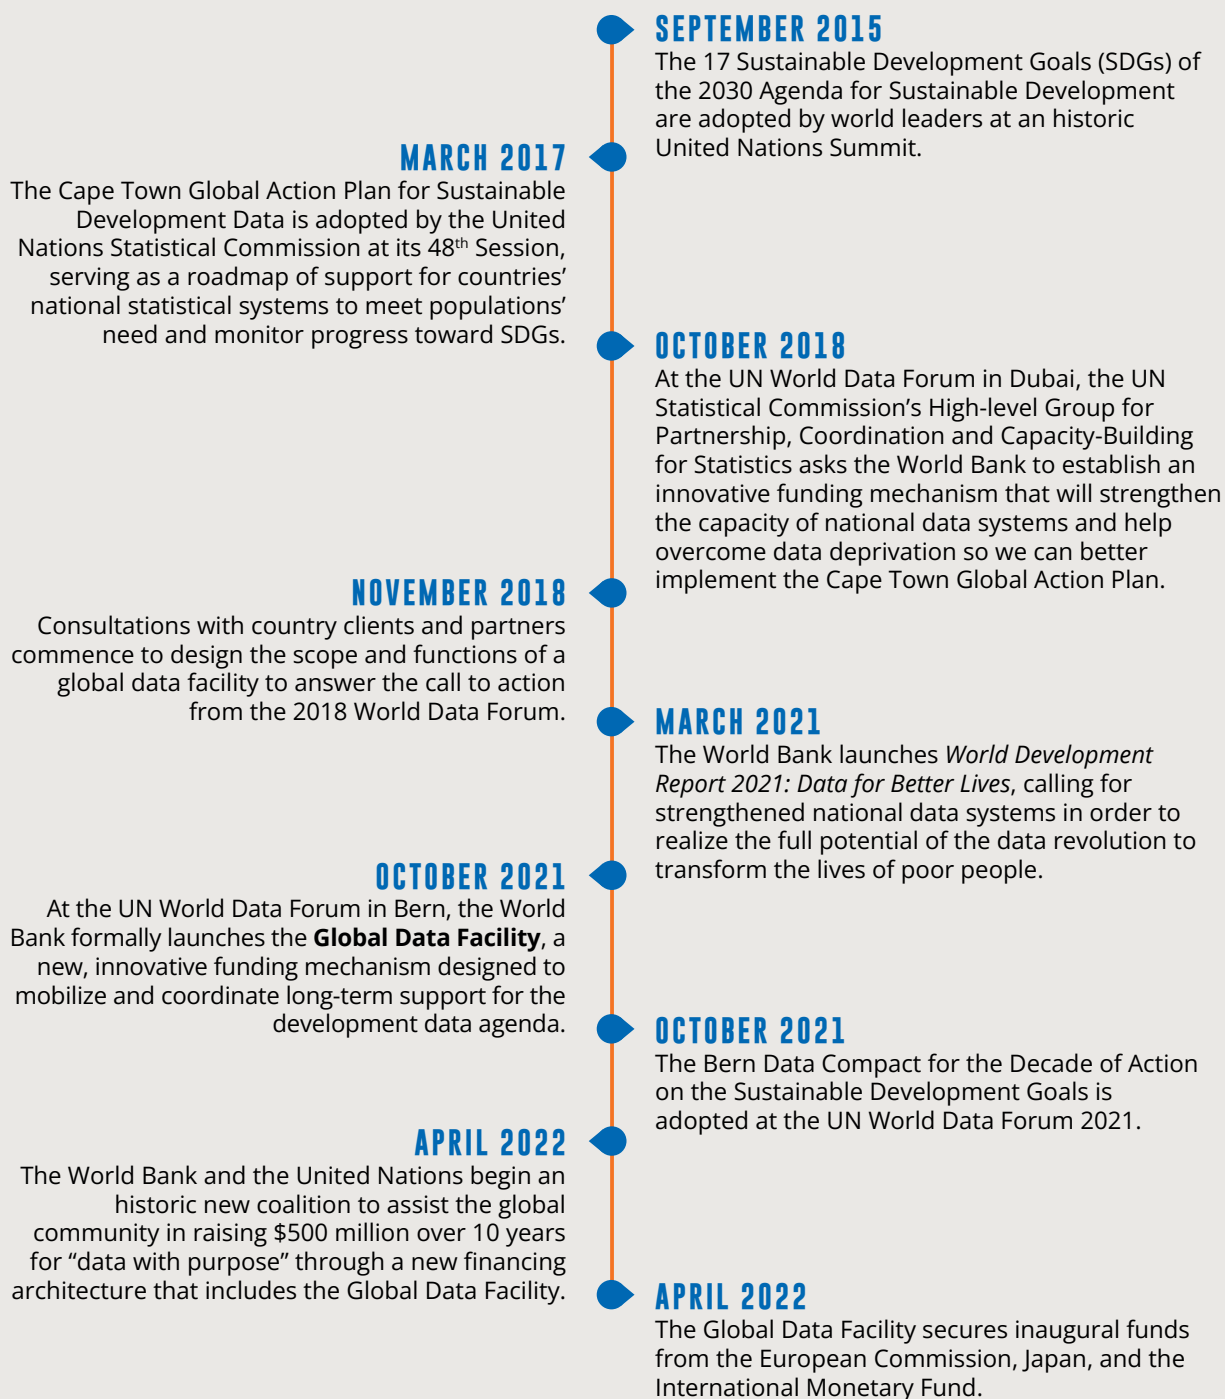 SEPTEMBER 2015
The 17 Sustainable Development Goals (SDGs) of
the 2030 Agenda for Sustainable Development
are adopted by world leaders at an historic
United Nations Summit.
MARCH 2017
The Cape Town Global Action Plan for Sustainable
Development Data is adopted by the United
Nations Statistical Commission at its 48th Session,
serving as a roadmap of support for countries’
national statistical systems to meet populations’
need and monitor progress toward SDGs.
OCTOBER 2018
At the UN World Data Forum in Dubai, the UN
Statistical Commission’s High-level Group for
Partnership, Coordination and Capacity-Building
for Statistics asks the World Bank to establish an
innovative funding mechanism that will strengthen
the capacity of national data systems and help
overcome data deprivation so we can better
implement the Cape Town Global Action Plan.
NOVEMBER 2018
Consultations with country clients and partners
commence to design the scope and functions of a
global data facility to answer the call to action
from the 2018 World Data Forum.
MARCH 2021
The World Bank launches World Development
Report 2021: Data for Better Lives, calling for
strengthened national data systems in order to
realize the full potential of the data revolution to
transform the lives of poor people.
OCTOBER 2021
At the UN World Data Forum in Bern, the World
Bank formally launches the Global Data Facility, a
new, innovative funding mechanism designed to
mobilize and coordinate long-term support for the
development data agenda.
OCTOBER 2021
The Bern Data Compact for the Decade of Action
on the Sustainable Development Goals is
adopted at the UN World Data Forum 2021.
APRIL 2022
The World Bank and the United Nations begin an
historic new coalition to assist the global
community in raising $500 million over 10 years
for “data with purpose” through a new financing
architecture that includes the Global Data Facility.
APRIL 2022
The Global Data Facility secures inaugural funds
from the European Commission, Japan, and the
International Monetary Fund.